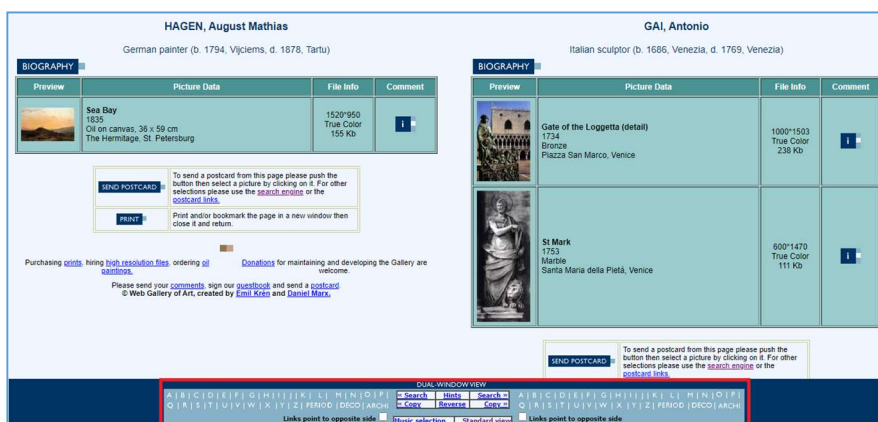 HAGEN, August Mathias
German painter (b. 1794, Vijciems, d. 1878, Tartu)
BIOGRAPHY
Preview Picture Data File Info Comment
Sea Bay
1835
Oil on canvas, 36 x 59 cm
The Hermitage, St. Petersburg
1520*950
True Color
155 Kb
i
SEND POSTCARD
To send a postcard from this page please push the
button then select a picture by clicking on it. For other
selections please use the search engine or the
postcard links.
PRINT
Print and/or bookmark the page in a new window then
close it and return.
Purchasing prints, hiring high resolution files, ordering oil
paintings.
Donations for maintaining and developing the Gallery are
welcome.
Please send your comments, sign our guestbook and send a postcard.
© Web Gallery of Art, created by Emil Krén and Daniel Marx.
GAI, Antonio
Italian sculptor (b. 1686, Venezia, d. 1769, Venezia)
BIOGRAPHY
Preview Picture Data File Info Comment
Gate of the Loggetta (detail)
1734
Bronze
Piazza San Marco, Venice
1000*1503
True Color
238 Kb
i
St Mark
1753
Marble
Santa Maria della Pietà, Venice
600*1470
True Color
111 Kb
i
SEND POSTCARD
To send a postcard from this page please push the
button then select a picture by clicking on it. For other
selections please use the search engine or the
postcard links.
DUAL-WINDOW VIEW
A | B | C | D | E | F | G | H | I | J | K | L | M | N | O | P |
Q | R | S | T | U | V | W | X | Y | Z | PERIOD | DECO | ARCHI
« Search Hints Search »
« Copy Reverse Copy »
A | B | C | D | E | F | G | H | I | J | K | L | M | N | O | P |
Q | R | S | T | U | V | W | X | Y | Z | PERIOD | DECO | ARCHI
Links point to opposite side
Music selection | Standard view
Links point to opposite side